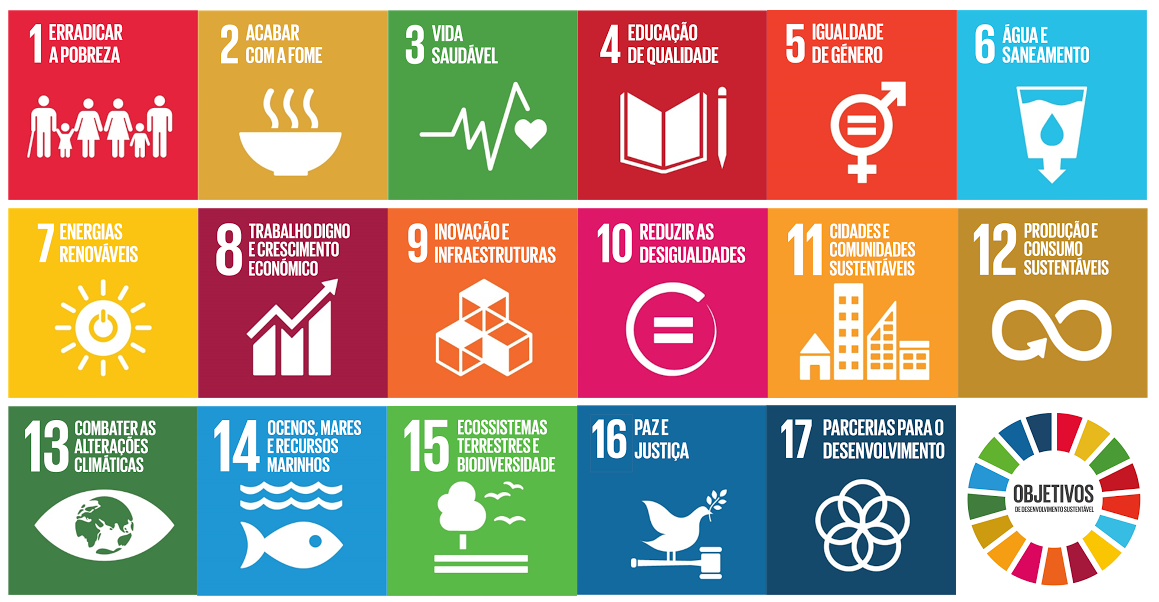 1 ERRADICAR
A POBREZA
2 ACABAR
COM A FOME
3 VIDA
SAUDÁVEL
4 EDUCAÇÃO
DE QUALIDADE
5 IGUALDADE
DE GÉNERO
6 ÁGUA E
SANEAMENTO
7 ENERGIAS
RENOVÁVEIS
8 TRABALHO DIGNO
E CRESCIMENTO
ECONÓMICO
9 INOVAÇÃO E
INFRAESTRUTURAS
10 REDUZIR AS
DESIGUALDADES
11 CIDADES E
COMUNIDADES
SUSTENTÁVEIS
12 PRODUÇÃO E
CONSUMO
SUSTENTÁVEIS
13 COMBATER AS
ALTERAÇÕES
CLIMÁTICAS
14 OCENOS, MARES
E RECURSOS
MARINHOS
15 ECOSSISTEMAS
TERRESTRES E
BIODIVERSIDADE
16 PAZ E
JUSTIÇA
17 PARCERIAS PARA O
DESENVOLVIMENTO
OBJETIVOS
DE DESENVOLVIMENTO SUSTENTÁVEL